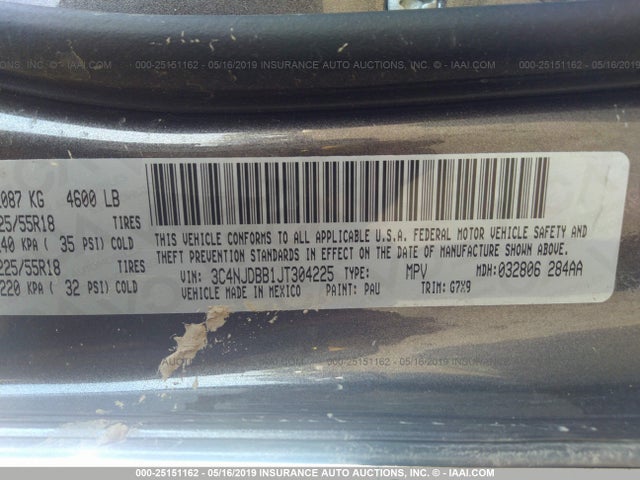 000-25151162 - 05/16/2019 INSURANCE AUTO AUCTIONS, INC. - © - IAAI.COM
087 KG 4600 LB
25/55R18 TIRES
40 KPA ( 35 PSI) COLD
225/55R18 TIRES
220 KPA ( 32 PSI) COLD
THIS VEHICLE CONFORMS TO ALL APPLICABLE U.S.A. FEDERAL MOTOR VEHICLE SAFETY AND
THEFT PREVENTION STANDARDS IN EFFECT ON THE DATE OF MANUFACTURE SHOWN ABOVE.
VIN: 3C4NJDBB1JT304225 TYPE: MPV MDH: 032806 284AA
VEHICLE MADE IN MEXICO PAINT: PAU TRIM: G7X9
000-25151162 - 05/16/2019 INSURANCE AUTO AUCTIONS, INC. - © - IAAI.COM
000-25151162 - 05/16/2019 INSURANCE AUTO AUCTIONS, INC. - © - IAAI.COM